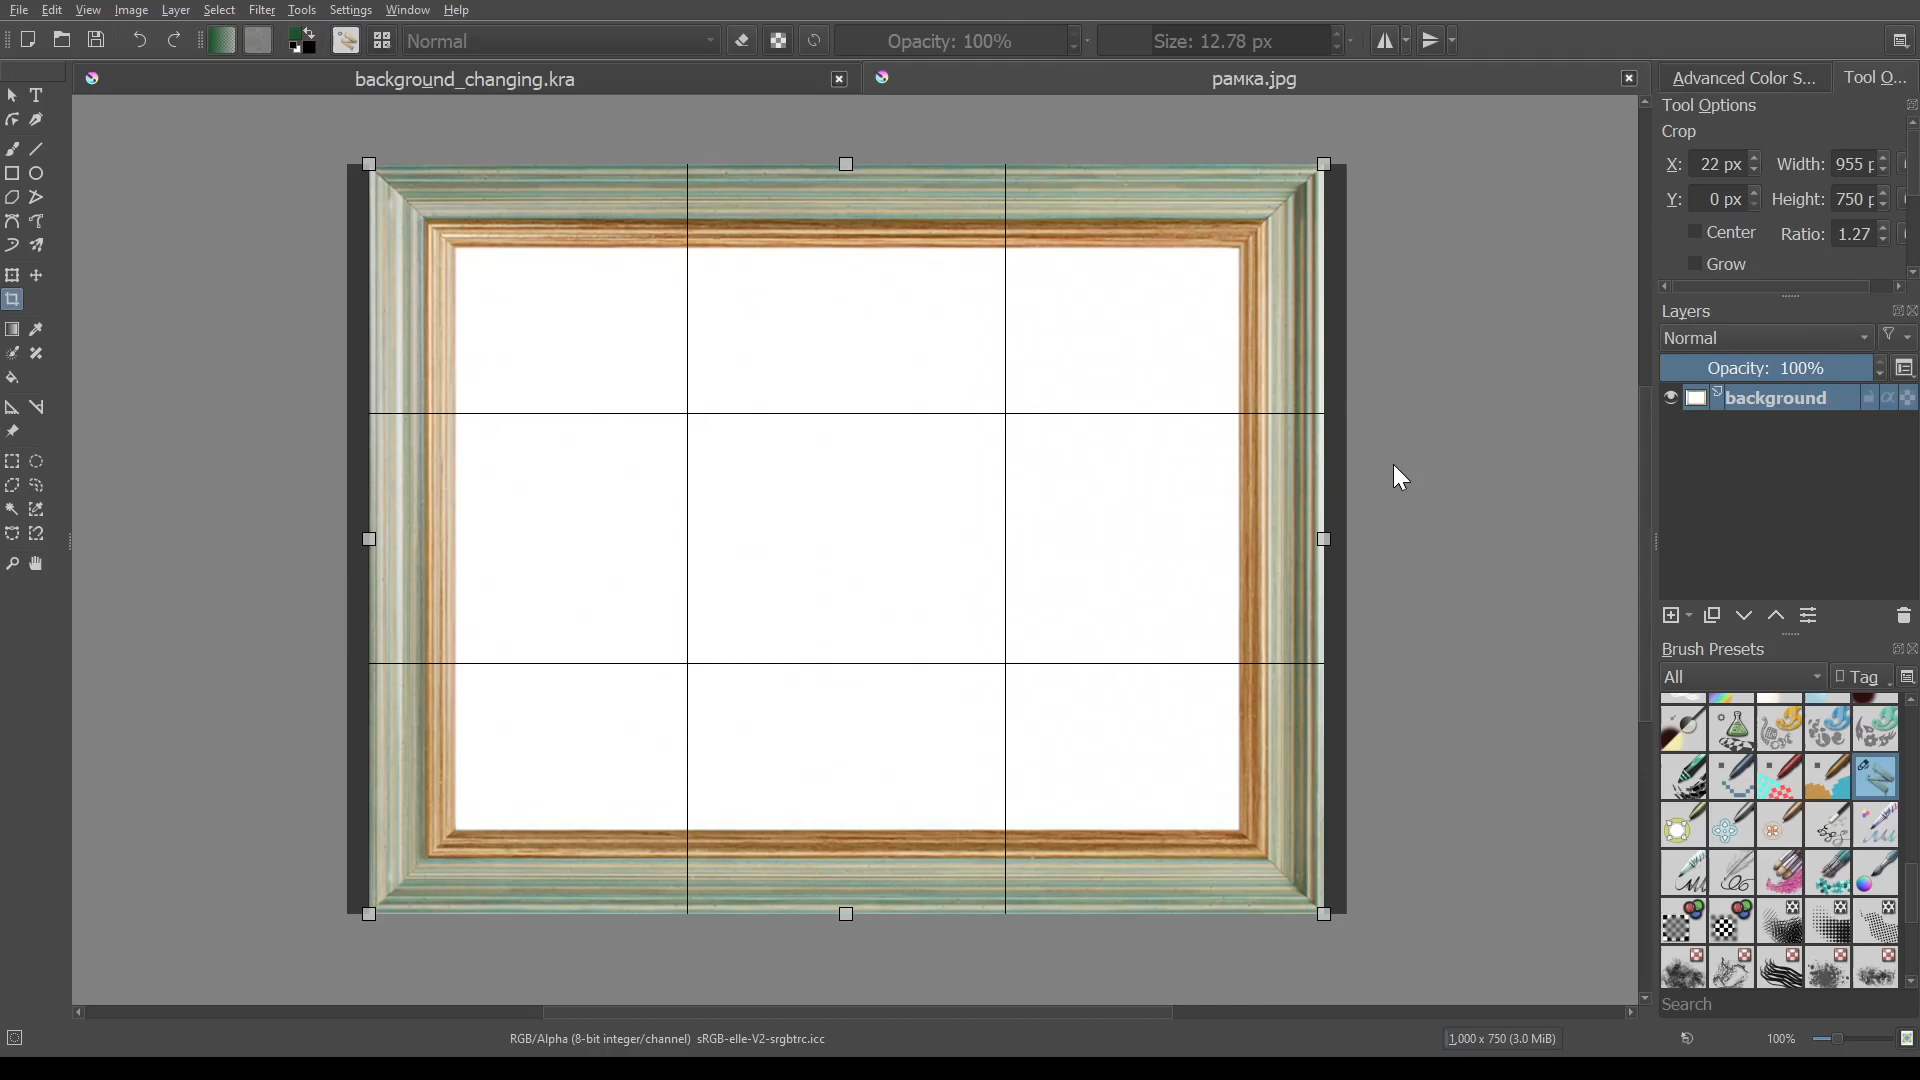 File Edit View Image Layer Select Filter Tools Settings Window Help
Normal Opacity: 100% Size: 12.78 px
background_changing.kra
рамка.jpg
Advanced Color S... Tool O...
Tool Options
Crop
X: 22 px Width: 955 p
Y: 0 px Height: 750 p
Center Ratio: 1.27
Grow
Layers
Normal
Opacity: 100%
background
Brush Presets
All Tag
Search
RGB/Alpha (8-bit integer/channel) sRGB-elle-V2-srgbtrc.icc
1,000 x 750 (3.0 MiB)
100%